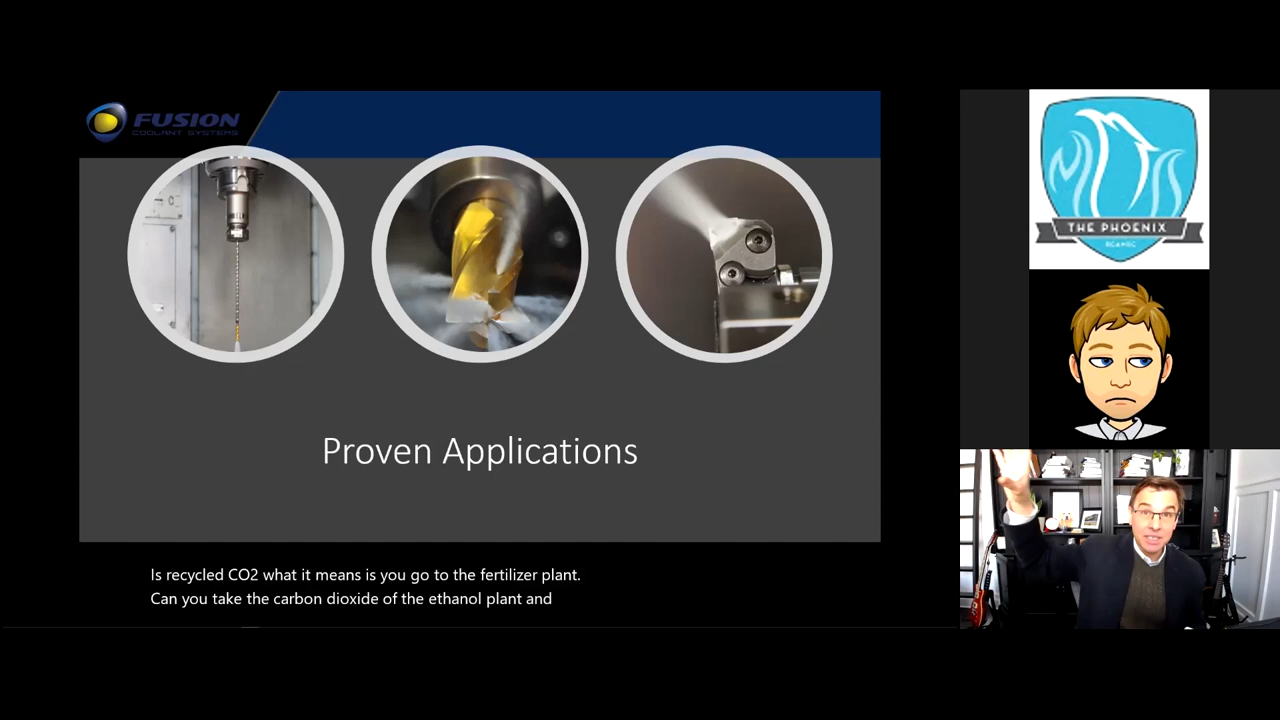 FUSION
COOLANT SYSTEMS
Proven Applications
Is recycled CO2 what it means is you go to the fertilizer plant.
Can you take the carbon dioxide of the ethanol plant and
THE PHOENIX